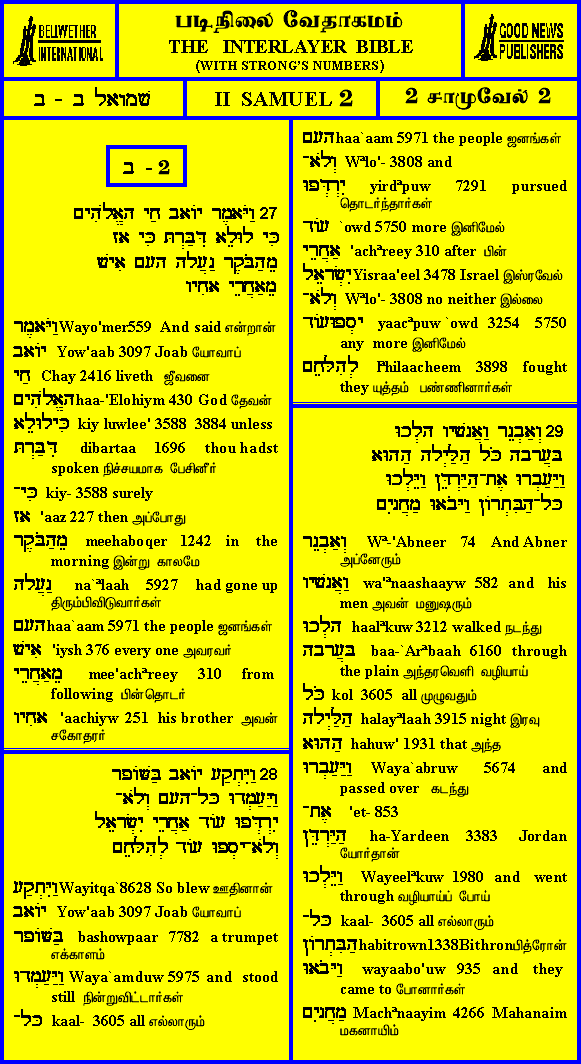 BELLWETHER
INTERNATIONAL
படிநிலை வேதாகமம்
THE INTERLAYER BIBLE
(WITH STRONG'S NUMBERS)
GOOD NEWS
PUBLISHERS
שמואל ב - ב
II SAMUEL 2
2 சாமுவேல் 2
ב - 2
27 וַיֹּאמֶר יוֹאָב חַי הָאֱלֹהִים
כִּי לוּלֵא דִּבַּרְתָּ כִּי אָז
מֵהַבֹּקֶר נַעֲלָה הָעָם אִישׁ
מֵאַחֲרֵי אָחִיו
וַיֹּאמֶר Wayo'mer559 And said என்றான்
יוֹאָב Yow'aab 3097 Joab யோவாப்
חַי Chay 2416 liveth ஜீவனை
הָאֱלֹהִים haa-'Elohiym 430 God தேவன்
כִּי לוּלֵא kiy luwlee' 3588 3884 unless
דִּבַּרְתָּ dibartaa 1696 thou hadst
spoken நிச்சயமாக பேசினீர்
כִּי־ kiy- 3588 surely
אָז 'aaz 227 then அப்போது
מֵהַבֹּקֶר meehaboqer 1242 in the
morning இன்று காலமே
נַעֲלָה na`ªlaah 5927 had gone up
திரும்பிவிடுவார்கள்
הָעָם haa`aam 5971 the people ஜனங்கள்
אִישׁ 'iysh 376 every one அவரவர்
מֵאַחֲרֵי mee'achªreey 310 from
following பின்தொடர்
אָחִיו 'aachiyw 251 his brother அவன்
சகோதரர்
28 וַיִּתְקַע יוֹאָב בַּשּׁוֹפָר
וַיַּעַמְדוּ כָּל־הָעָם וְלֹא־
יִרְדְּפוּ עוֹד אַחֲרֵי יִשְׂרָאֵל
וְלֹא־יָסְפוּ עוֹד לְהִלָּחֵם
וַיִּתְקַע Wayitqa`8628 So blew ஊதினான்
יוֹאָב Yow'aab 3097 Joab யோவாப்
בַּשּׁוֹפָר bashowpaar 7782 a trumpet
எக்காளம்
וַיַּעַמְדוּ Waya`amduw 5975 and stood
still நின்றுவிட்டார்கள்
כָּל־ kaal- 3605 all எல்லாரும்
הָעָם haa`aam 5971 the people ஜனங்கள்
וְלֹא־ Wªlo'- 3808 and
יִרְדְּפוּ yirdªpuw 7291 pursued
தொடர்ந்தார்கள்
עוֹד `owd 5750 more இனிமேல்
אַחֲרֵי 'achªreey 310 after பின்
יִשְׂרָאֵל Yisraa'eel 3478 Israel இஸ்ரவேல்
וְלֹא־ Wªlo'- 3808 no neither இல்லை
יָסְפוּ עוֹד yaacªpuw `owd 3254 5750
any more இனிமேல்
לְהִלָּחֵם lªhilaacheem 3898 fought
they யுத்தம் பண்ணினார்கள்
29 וְאַבְנֵר וַאֲנָשָׁיו הָלְכוּ
בָּעֲרָבָה כֹּל הַלַּיְלָה הַהוּא
וַיַּעַבְרוּ אֶת־הַיַּרְדֵּן וַיֵּלְכוּ
כָּל־הַבִּתְרוֹן וַיָּבֹאוּ מַחֲנָיִם
וְאַבְנֵר Wª-'Abneer 74 And Abner
அப்னேரும்
וַאֲנָשָׁיו wa'ªnaashaayw 582 and his
men அவன் மனுஷரும்
הָלְכוּ haalªkuw 3212 walked நடந்து
בָּעֲרָבָה baa-`Arªbaah 6160 through
the plain அந்தரவெளி வழியாய்
כֹּל kol 3605 all முழுவதும்
הַלַּיְלָה halayªlaah 3915 night இரவு
הַהוּא hahuw' 1931 that அந்த
וַיַּעַבְרוּ Waya`abruw 5674 and
passed over கடந்து
אֶת־ 'et- 853
הַיַּרְדֵּן ha-Yardeen 3383 Jordan
யோர்தான்
וַיֵּלְכוּ Wayeelªkuw 1980 and went
through வழியாய்ப் போய்
כָּל־ kaal- 3605 all எல்லாரும்
הַבִּתְרוֹן habitrown1338Bithronபித்ரோன்
וַיָּבֹאוּ wayaabo'uw 935 and they
came to போனார்கள்
מַחֲנָיִם Machªnaayim 4266 Mahanaim
மகனாயிம்